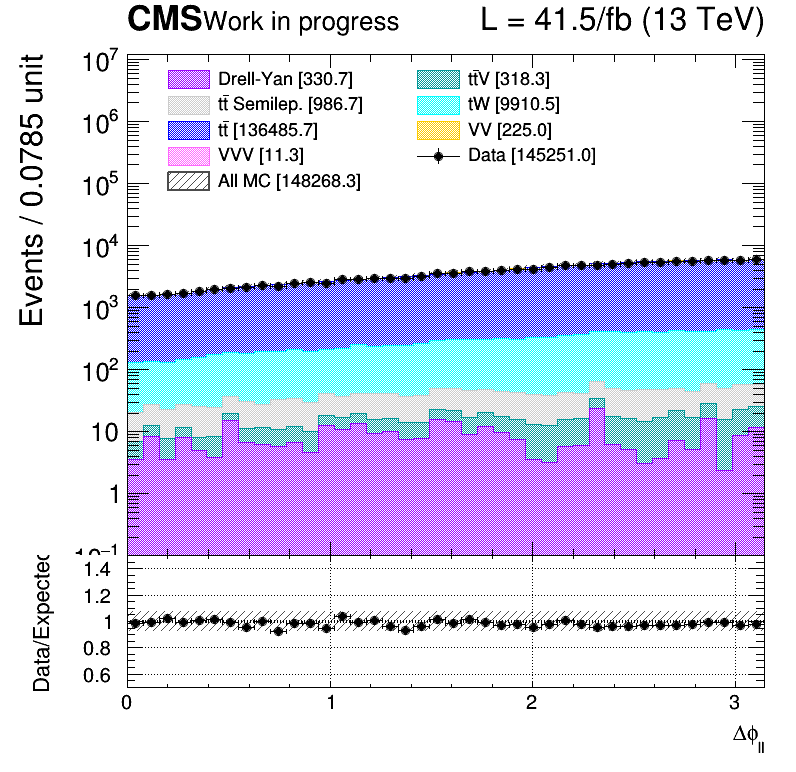 CMS Work in progress L = 41.5/fb (13 TeV)
Events / 0.0785 unit
10⁷
10⁶
10⁵
10⁴
10³
10²
10
1
10⁻¹
Drell-Yan [330.7]
tt̄ Semilep. [986.7]
tt̄ [136485.7]
VVV [11.3]
All MC [148268.3]
tt̄V [318.3]
tW [9910.5]
VV [225.0]
Data [145251.0]
Data/Expected
1.4
1.2
1
0.8
0.6
0 1 2 3
Δϕ_ll